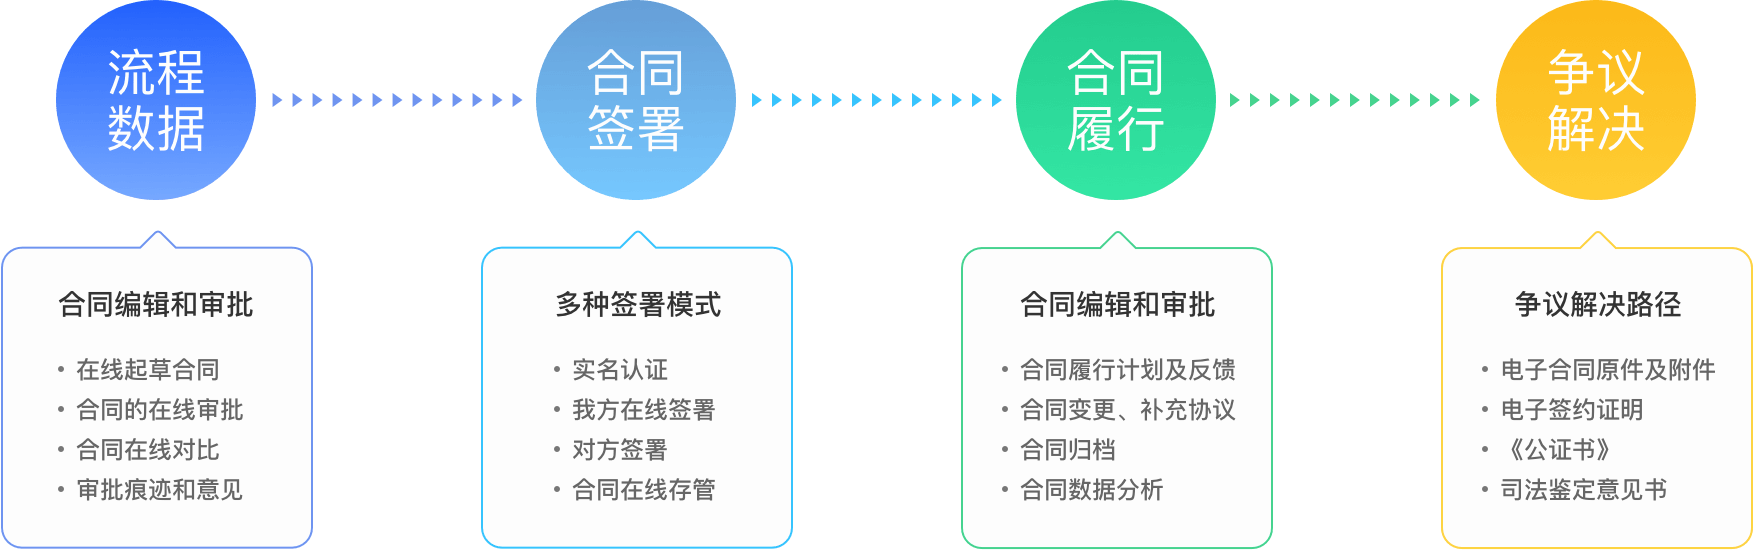 流程
数据
合同
签署
合同
履行
争议
解决
合同编辑和审批
• 在线起草合同
• 合同的在线审批
• 合同在线对比
• 审批痕迹和意见
多种签署模式
• 实名认证
• 我方在线签署
• 对方签署
• 合同在线存管
合同编辑和审批
• 合同履行计划及反馈
• 合同变更、补充协议
• 合同归档
• 合同数据分析
争议解决路径
• 电子合同原件及附件
• 电子签约证明
• 《公证书》
• 司法鉴定意见书